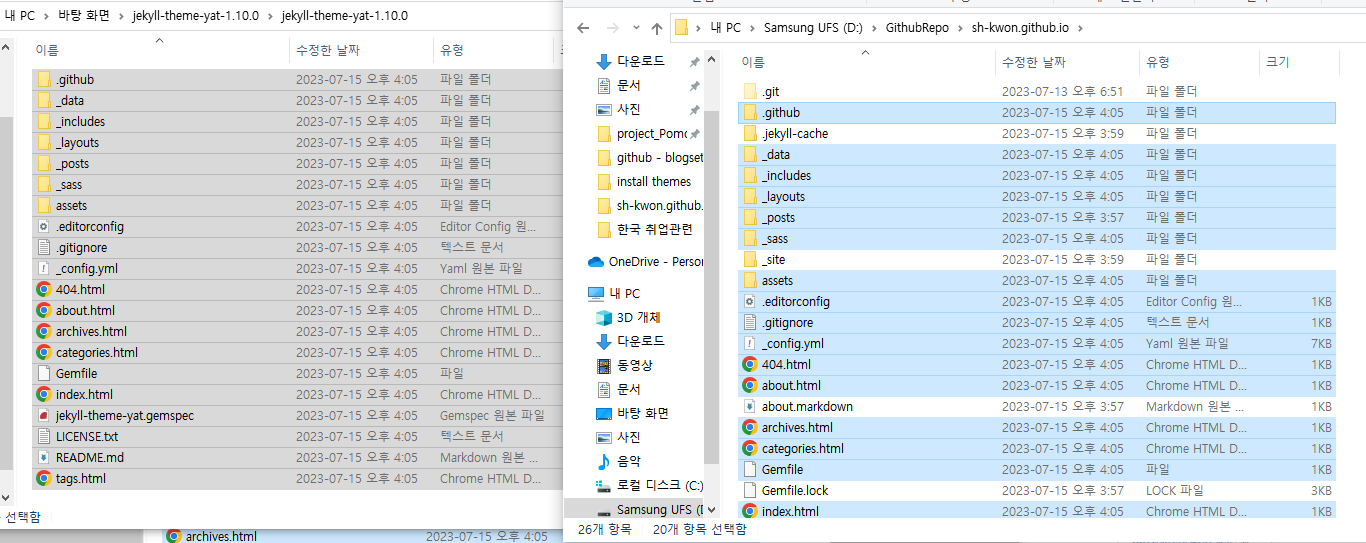 내 PC > 바탕 화면 > jekyll-theme-yat-1.10.0 > jekyll-theme-yat-1.10.0
이름 수정한 날짜 유형
.github 2023-07-15 오후 4:05 파일 폴더
_data 2023-07-15 오후 4:05 파일 폴더
_includes 2023-07-15 오후 4:05 파일 폴더
_layouts 2023-07-15 오후 4:05 파일 폴더
_posts 2023-07-15 오후 4:05 파일 폴더
_sass 2023-07-15 오후 4:05 파일 폴더
assets 2023-07-15 오후 4:05 파일 폴더
.editorconfig 2023-07-15 오후 4:05 Editor Config 원...
.gitignore 2023-07-15 오후 4:05 텍스트 문서
_config.yml 2023-07-15 오후 4:05 Yaml 원본 파일
404.html 2023-07-15 오후 4:05 Chrome HTML D...
about.html 2023-07-15 오후 4:05 Chrome HTML D...
archives.html 2023-07-15 오후 4:05 Chrome HTML D...
categories.html 2023-07-15 오후 4:05 Chrome HTML D...
Gemfile 2023-07-15 오후 4:05 파일
index.html 2023-07-15 오후 4:05 Chrome HTML D...
jekyll-theme-yat.gemspec 2023-07-15 오후 4:05 Gemspec 원본 파일
LICENSE.txt 2023-07-15 오후 4:05 텍스트 문서
README.md 2023-07-15 오후 4:05 Markdown 원본 ...
tags.html 2023-07-15 오후 4:05 Chrome HTML D...
선택함
archives.html 2023-07-15 오후 4:05
내 PC > Samsung UFS (D:) > GithubRepo > sh-kwon.github.io >
다운로드
문서
사진
project_Pomo
github - blogset
install themes
sh-kwon.github.
한국 취업관련
OneDrive - Person
내 PC
3D 개체
다운로드
동영상
문서
바탕 화면
사진
음악
로컬 디스크 (C:)
Samsung UFS (D
이름 수정한 날짜 유형 크기
.git 2023-07-13 오후 6:51 파일 폴더
.github 2023-07-15 오후 4:05 파일 폴더
.jekyll-cache 2023-07-15 오후 3:59 파일 폴더
_data 2023-07-15 오후 4:05 파일 폴더
_includes 2023-07-15 오후 4:05 파일 폴더
_layouts 2023-07-15 오후 4:05 파일 폴더
_posts 2023-07-15 오후 3:57 파일 폴더
_sass 2023-07-15 오후 4:05 파일 폴더
_site 2023-07-15 오후 3:59 파일 폴더
assets 2023-07-15 오후 4:05 파일 폴더
.editorconfig 2023-07-15 오후 4:05 Editor Config 원... 1KB
.gitignore 2023-07-15 오후 4:05 텍스트 문서 1KB
_config.yml 2023-07-15 오후 4:05 Yaml 원본 파일 7KB
404.html 2023-07-15 오후 4:05 Chrome HTML D... 1KB
about.html 2023-07-15 오후 4:05 Chrome HTML D... 1KB
about.markdown 2023-07-15 오후 3:57 Markdown 원본 ... 1KB
archives.html 2023-07-15 오후 4:05 Chrome HTML D... 1KB
categories.html 2023-07-15 오후 4:05 Chrome HTML D... 1KB
Gemfile 2023-07-15 오후 4:05 파일 1KB
Gemfile.lock 2023-07-15 오후 3:57 LOCK 파일 3KB
index.html 2023-07-15 오후 4:05 Chrome HTML D... 1KB
26개 항목 20개 항목 선택함